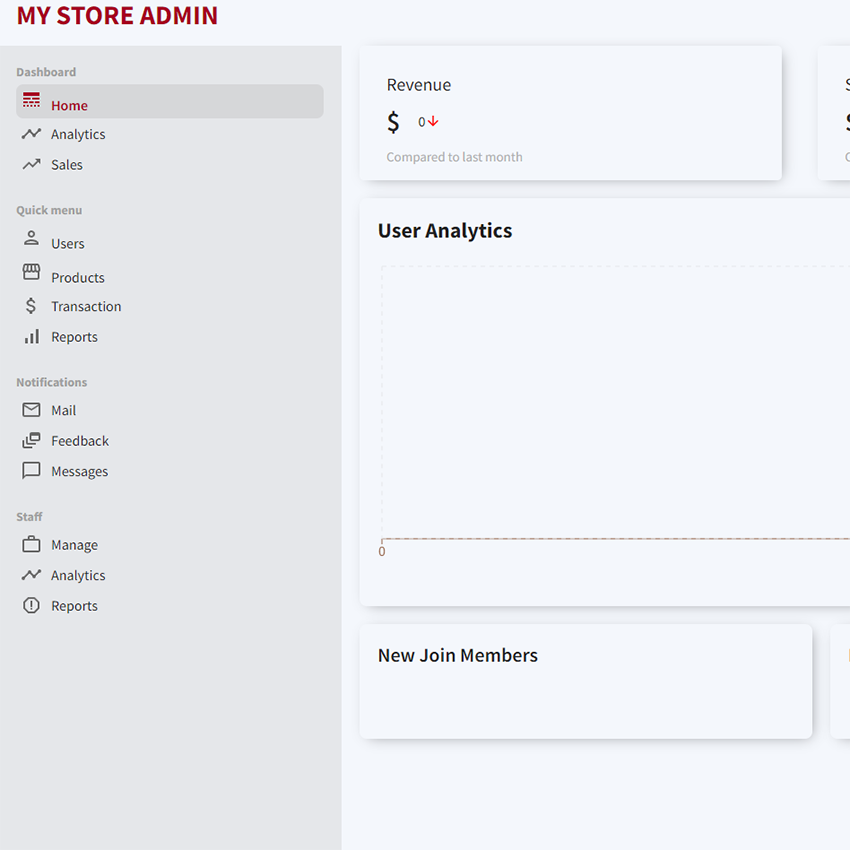 MY STORE ADMIN
Dashboard
Home
Analytics
Sales
Quick menu
Users
Products
Transaction
Reports
Notifications
Mail
Feedback
Messages
Staff
Manage
Analytics
Reports
Revenue
$ 0
Compared to last month
User Analytics
0
New Join Members